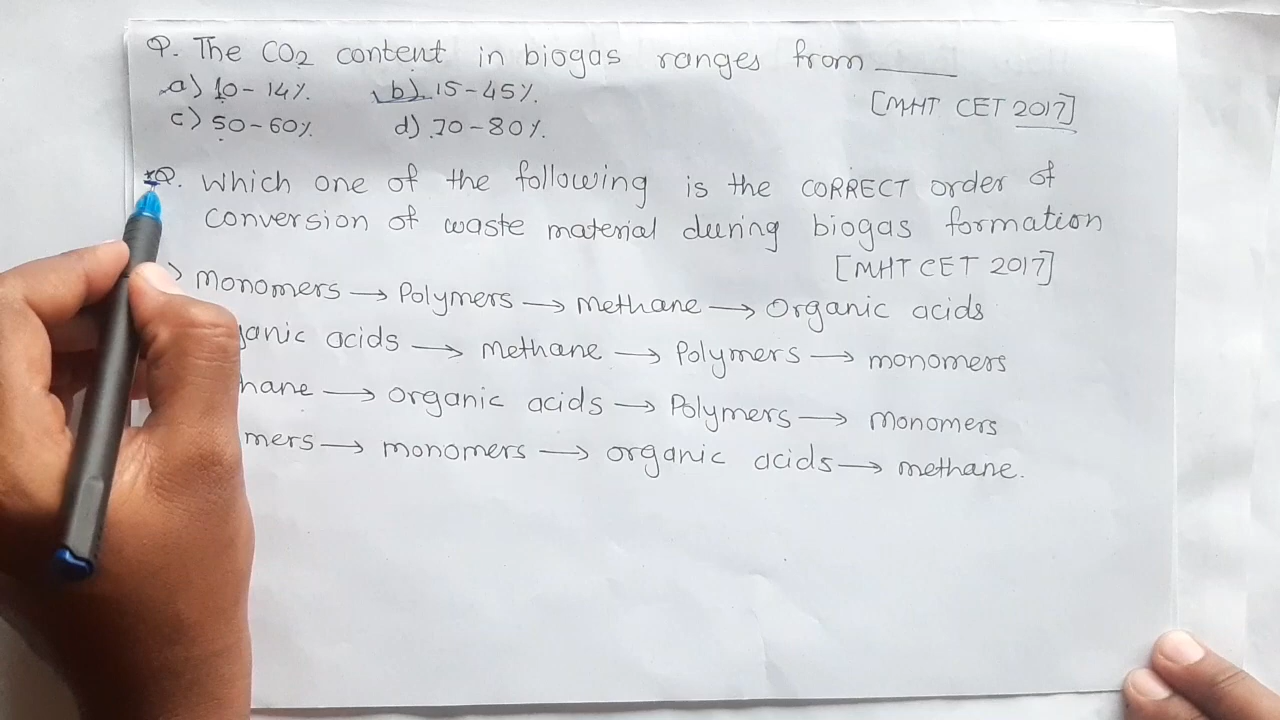 Q. The CO2 content in biogas ranges from ____
a) 10-14%. b) 15-45%.
[MHT CET 2017]
c) 50-60%. d) 70-80%.
*Q. Which one of the following is the CORRECT order of
conversion of waste material during biogas formation
[MHT CET 2017]
> Monomers → Polymers → Methane → Organic acids
ganic acids → Methane → Polymers → monomers
hane → organic acids → Polymers → Monomers
mers → monomers → organic acids → methane.